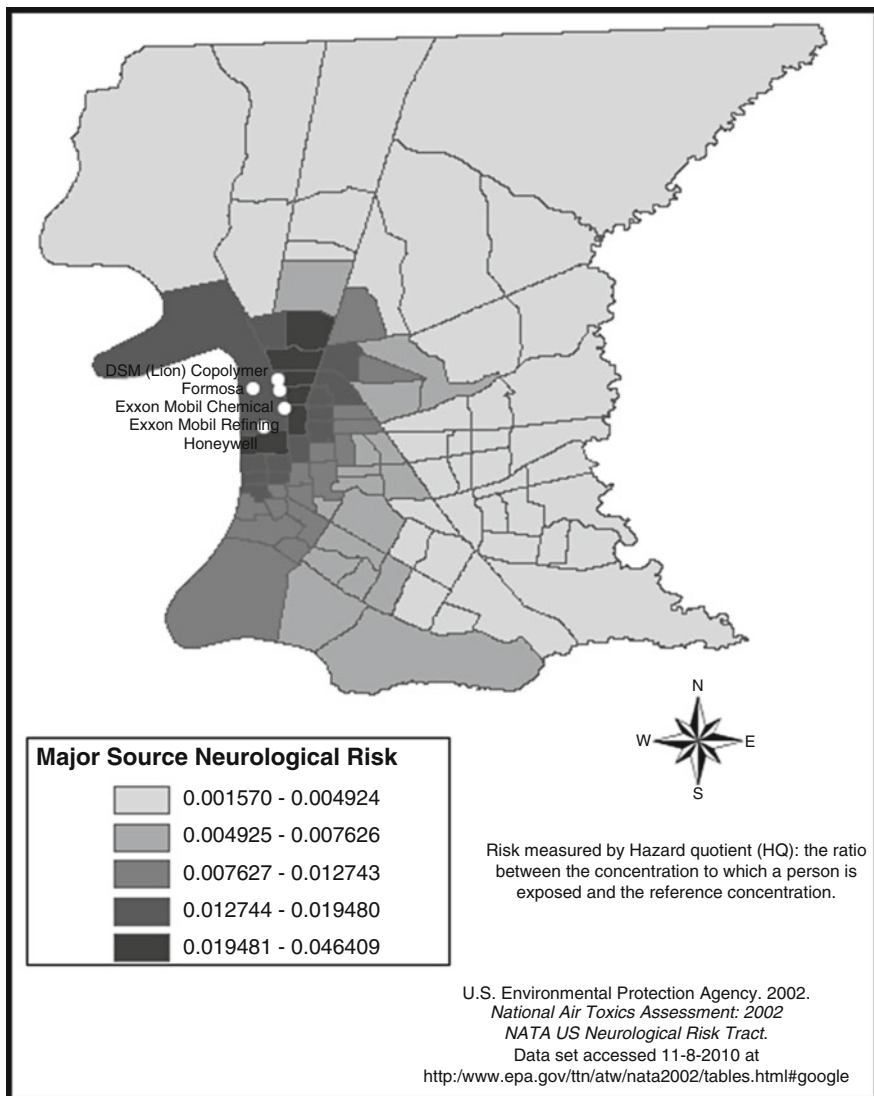 DSM (Lion) Copolymer
Formosa
Exxon Mobil Chemical
Exxon Mobil Refining
Honeywell
N
W E
S
Major Source Neurological Risk
0.001570 - 0.004924
0.004925 - 0.007626
0.007627 - 0.012743
0.012744 - 0.019480
0.019481 - 0.046409
Risk measured by Hazard quotient (HQ): the ratio
between the concentration to which a person is
exposed and the reference concentration.
U.S. Environmental Protection Agency. 2002.
National Air Toxics Assessment: 2002
NATA US Neurological Risk Tract.
Data set accessed 11-8-2010 at
http:/www.epa.gov/ttn/atw/nata2002/tables.html#google